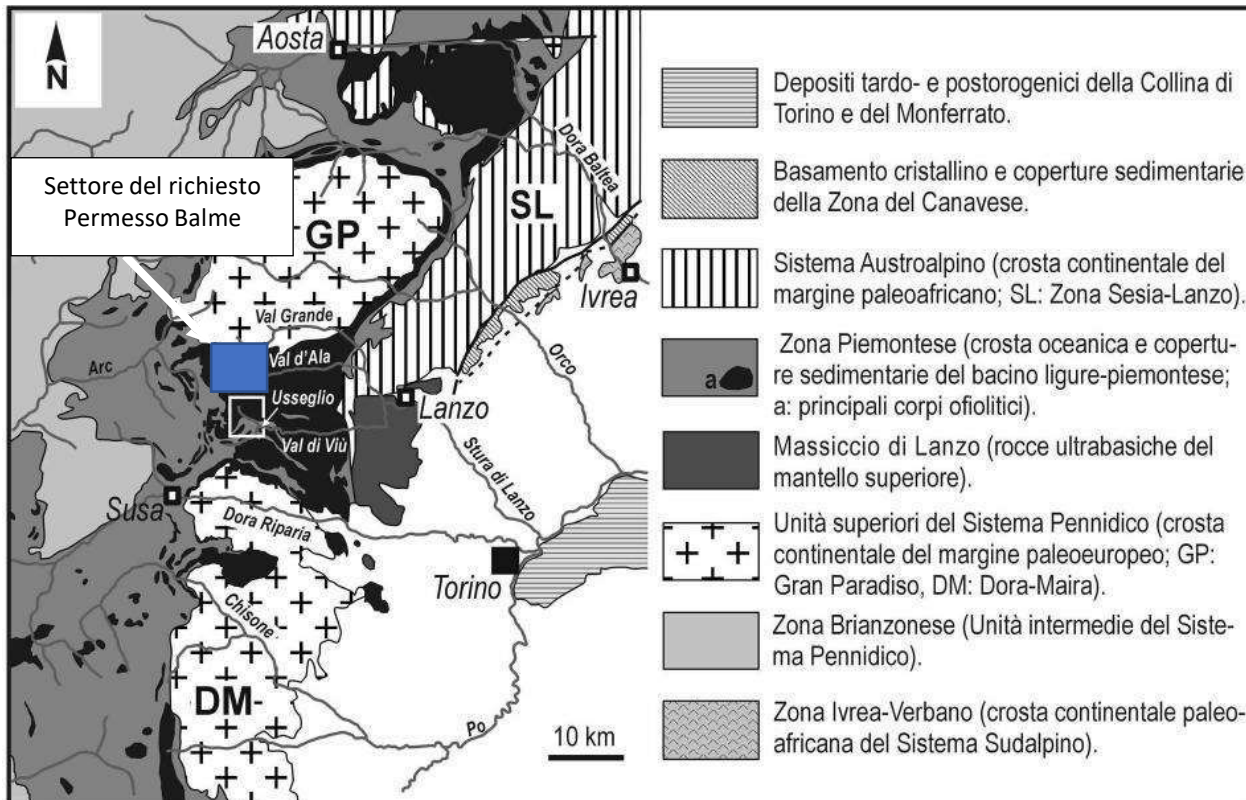 N
Aosta
Settore del richiesto
Permesso Balme
GP
SL
Dora Baltea
Ivrea
Val Grande
Arc
Val d'Ala
Orco
Usseglio
Lanzo
Val di Viù
Stura di Lanzo
Susa
Dora Riparia
Torino
Chisone
DM
Po
10 km
Depositi tardo- e postorogenici della Collina di
Torino e del Monferrato.
Basamento cristallino e coperture sedimentarie
della Zona del Canavese.
Sistema Austroalpino (crosta continentale del
margine paleoafricano; SL: Zona Sesia-Lanzo).
a
Zona Piemontese (crosta oceanica e copertu-
re sedimentarie del bacino ligure-piemontese;
a: principali corpi ofiolitici).
Massiccio di Lanzo (rocce ultrabasiche del
mantello superiore).
Unità superiori del Sistema Pennidico (crosta
continentale del margine paleoeuropeo; GP:
Gran Paradiso, DM: Dora-Maira).
Zona Brianzonese (Unità intermedie del Siste-
ma Pennidico).
Zona Ivrea-Verbano (crosta continentale paleo-
africana del Sistema Sudalpino).